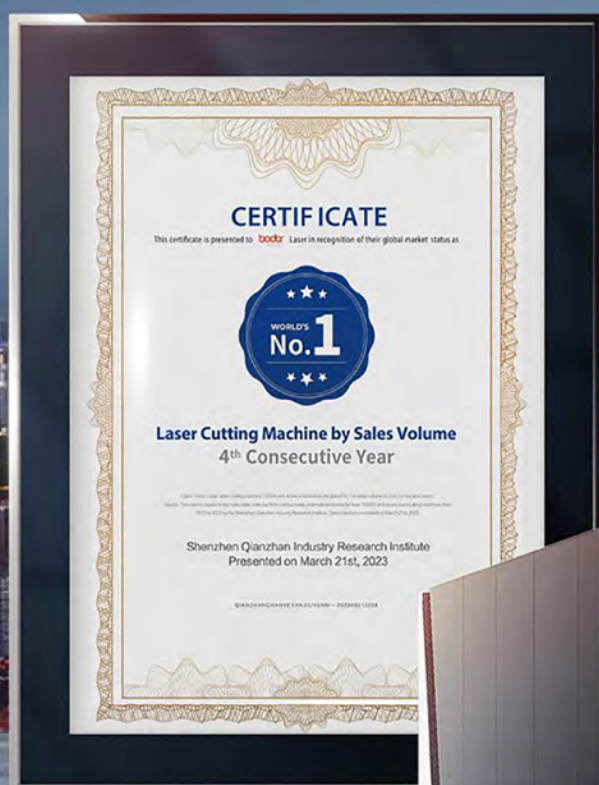 CERTIFICATE
This certificate is presented to bodor Laser in recognition of their global market status as
WORLD'S
No.1
Laser Cutting Machine by Sales Volume
4th Consecutive Year
Shenzhen Qianzhan Industry Research Institute
Presented on March 21st, 2023